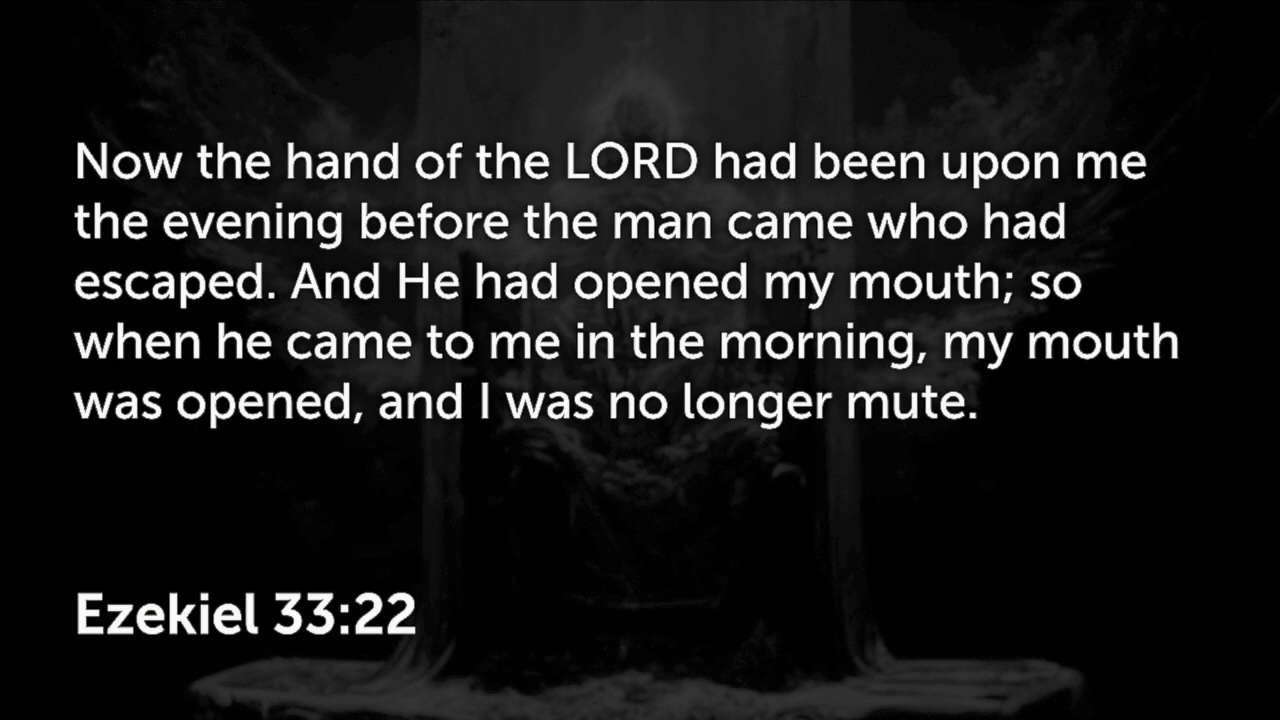 Now the hand of the LORD had been upon me
the evening before the man came who had
escaped. And He had opened my mouth; so
when he came to me in the morning, my mouth
was opened, and I was no longer mute.
Ezekiel 33:22